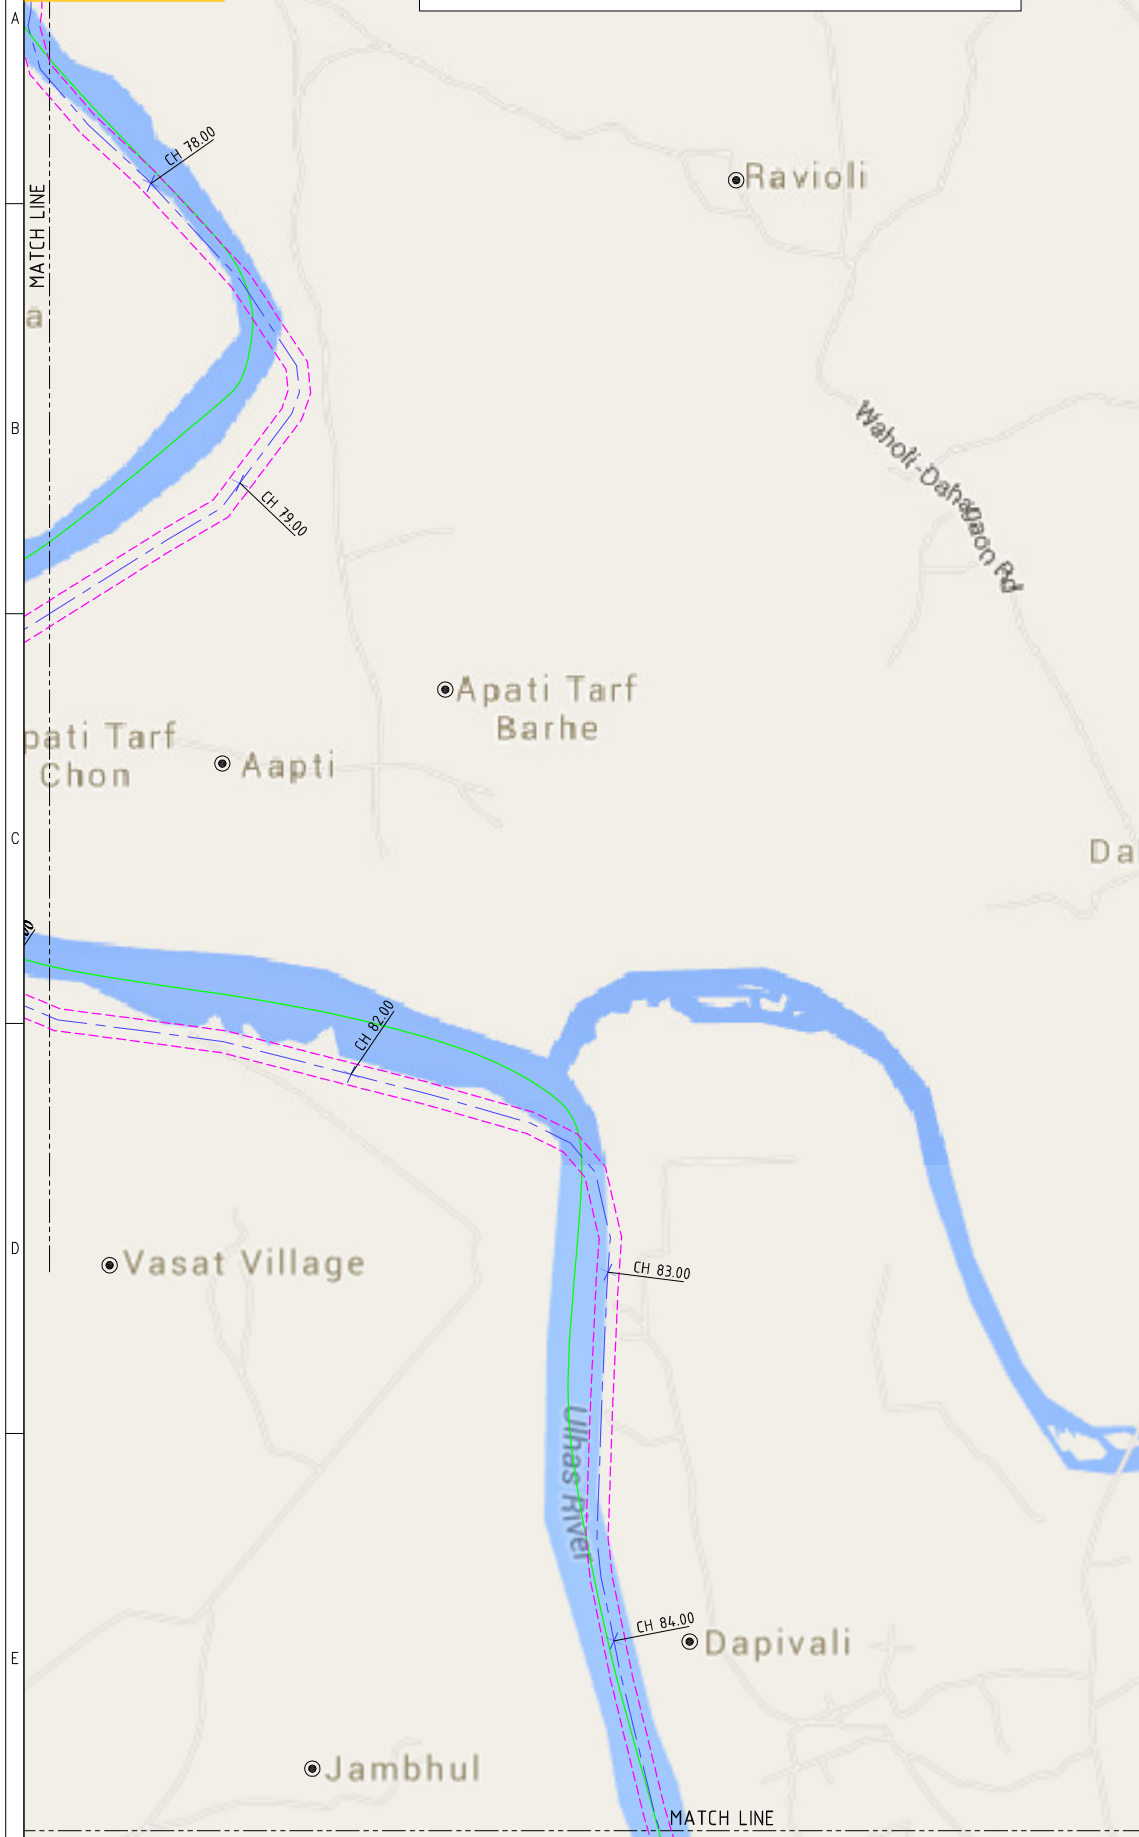 A
CH 78.00
Ravioli
MATCH LINE
a
B
Waholi-Dahagaon Rd
CH 79.00
Apati Tarf
Barhe
pati Tarf
Chon
Aapti
C
Da
CH 82.00
D
Vasat Village
CH 83.00
Ulhas River
CH 84.00
E
Dapivali
Jambhul
MATCH LINE